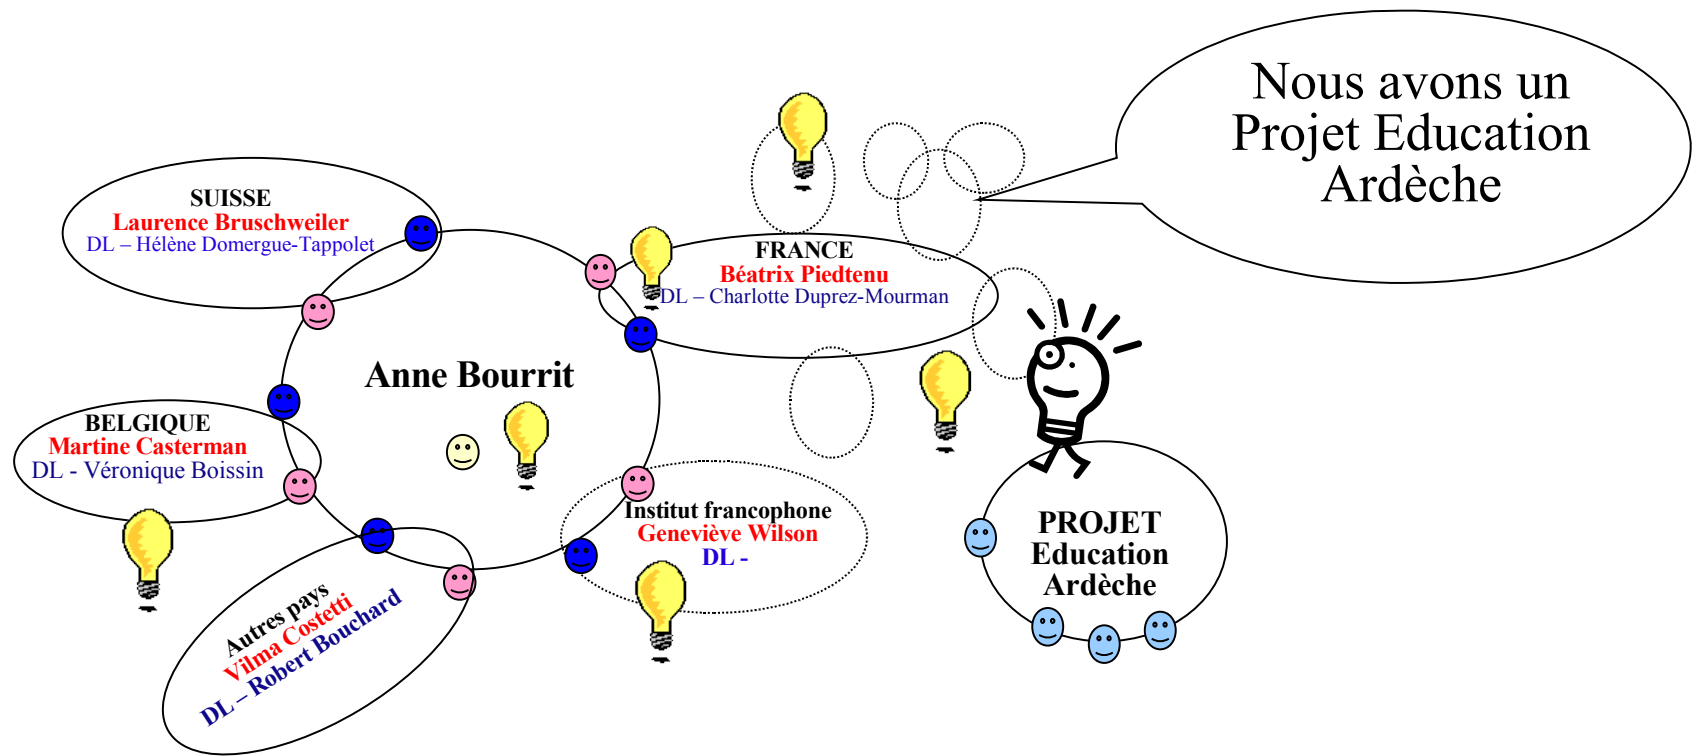 Nous avons un
Projet Education
Ardèche
SUISSE
Laurence Bruschweiler
DL – Hélène Domergue-Tappolet
FRANCE
Béatrix Piedtenu
DL – Charlotte Duprez-Mourman
Anne Bourrit
BELGIQUE
Martine Casterman
DL - Véronique Boissin
Institut francophone
Geneviève Wilson
DL -
PROJET
Education
Ardèche
Autres pays
Vilma Costetti
DL – Robert Bouchard